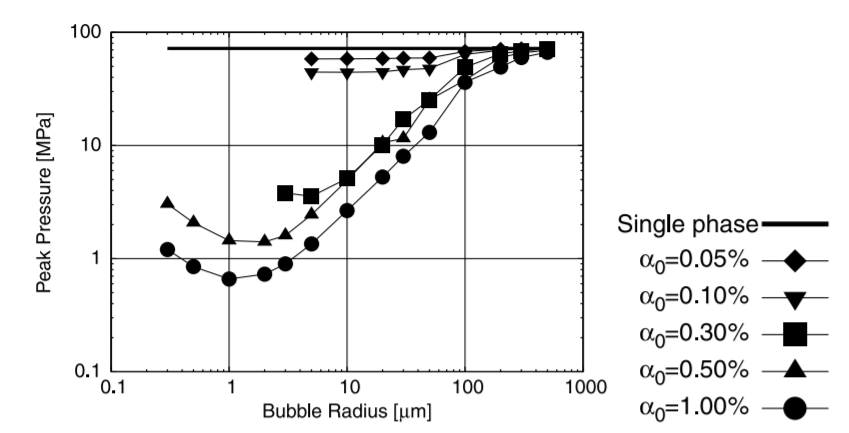 100
10
1
0.1
Peak Pressure [MPa]
0.1 1 10 100 1000
Bubble Radius [μm]
Single phase
α0=0.05%
α0=0.10%
α0=0.30%
α0=0.50%
α0=1.00%